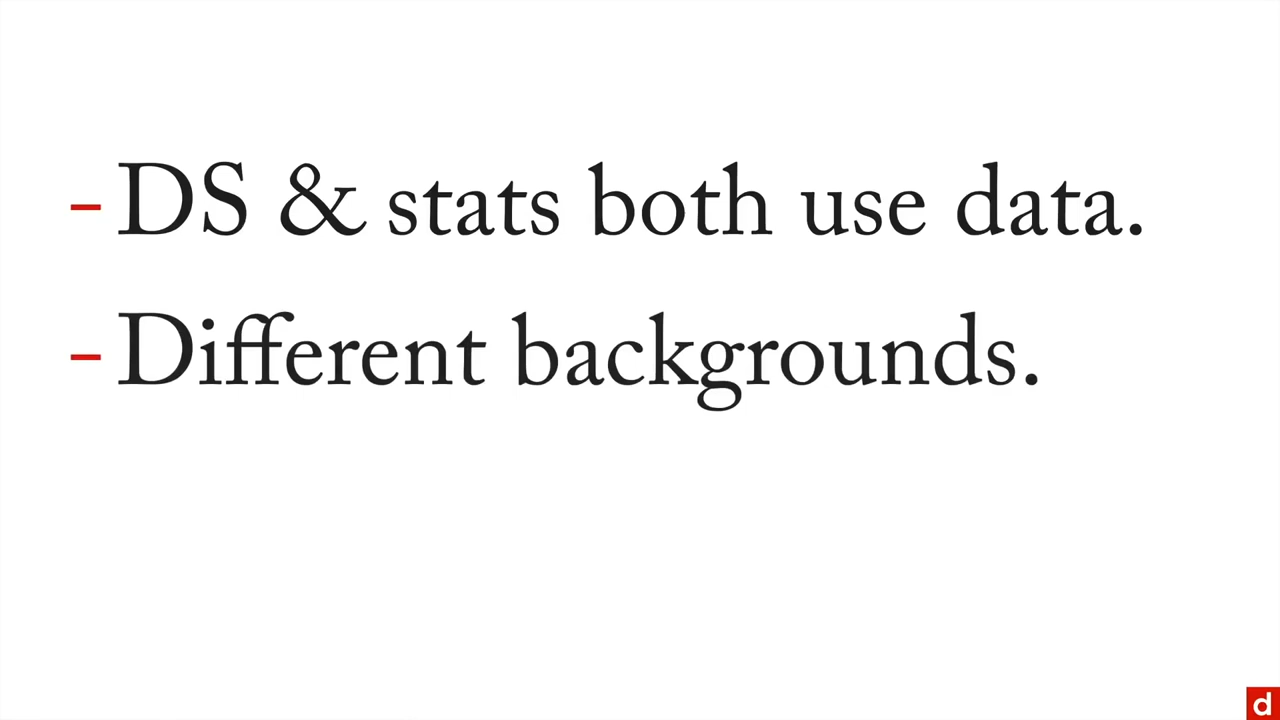 - DS & stats both use data.
- Different backgrounds.
d